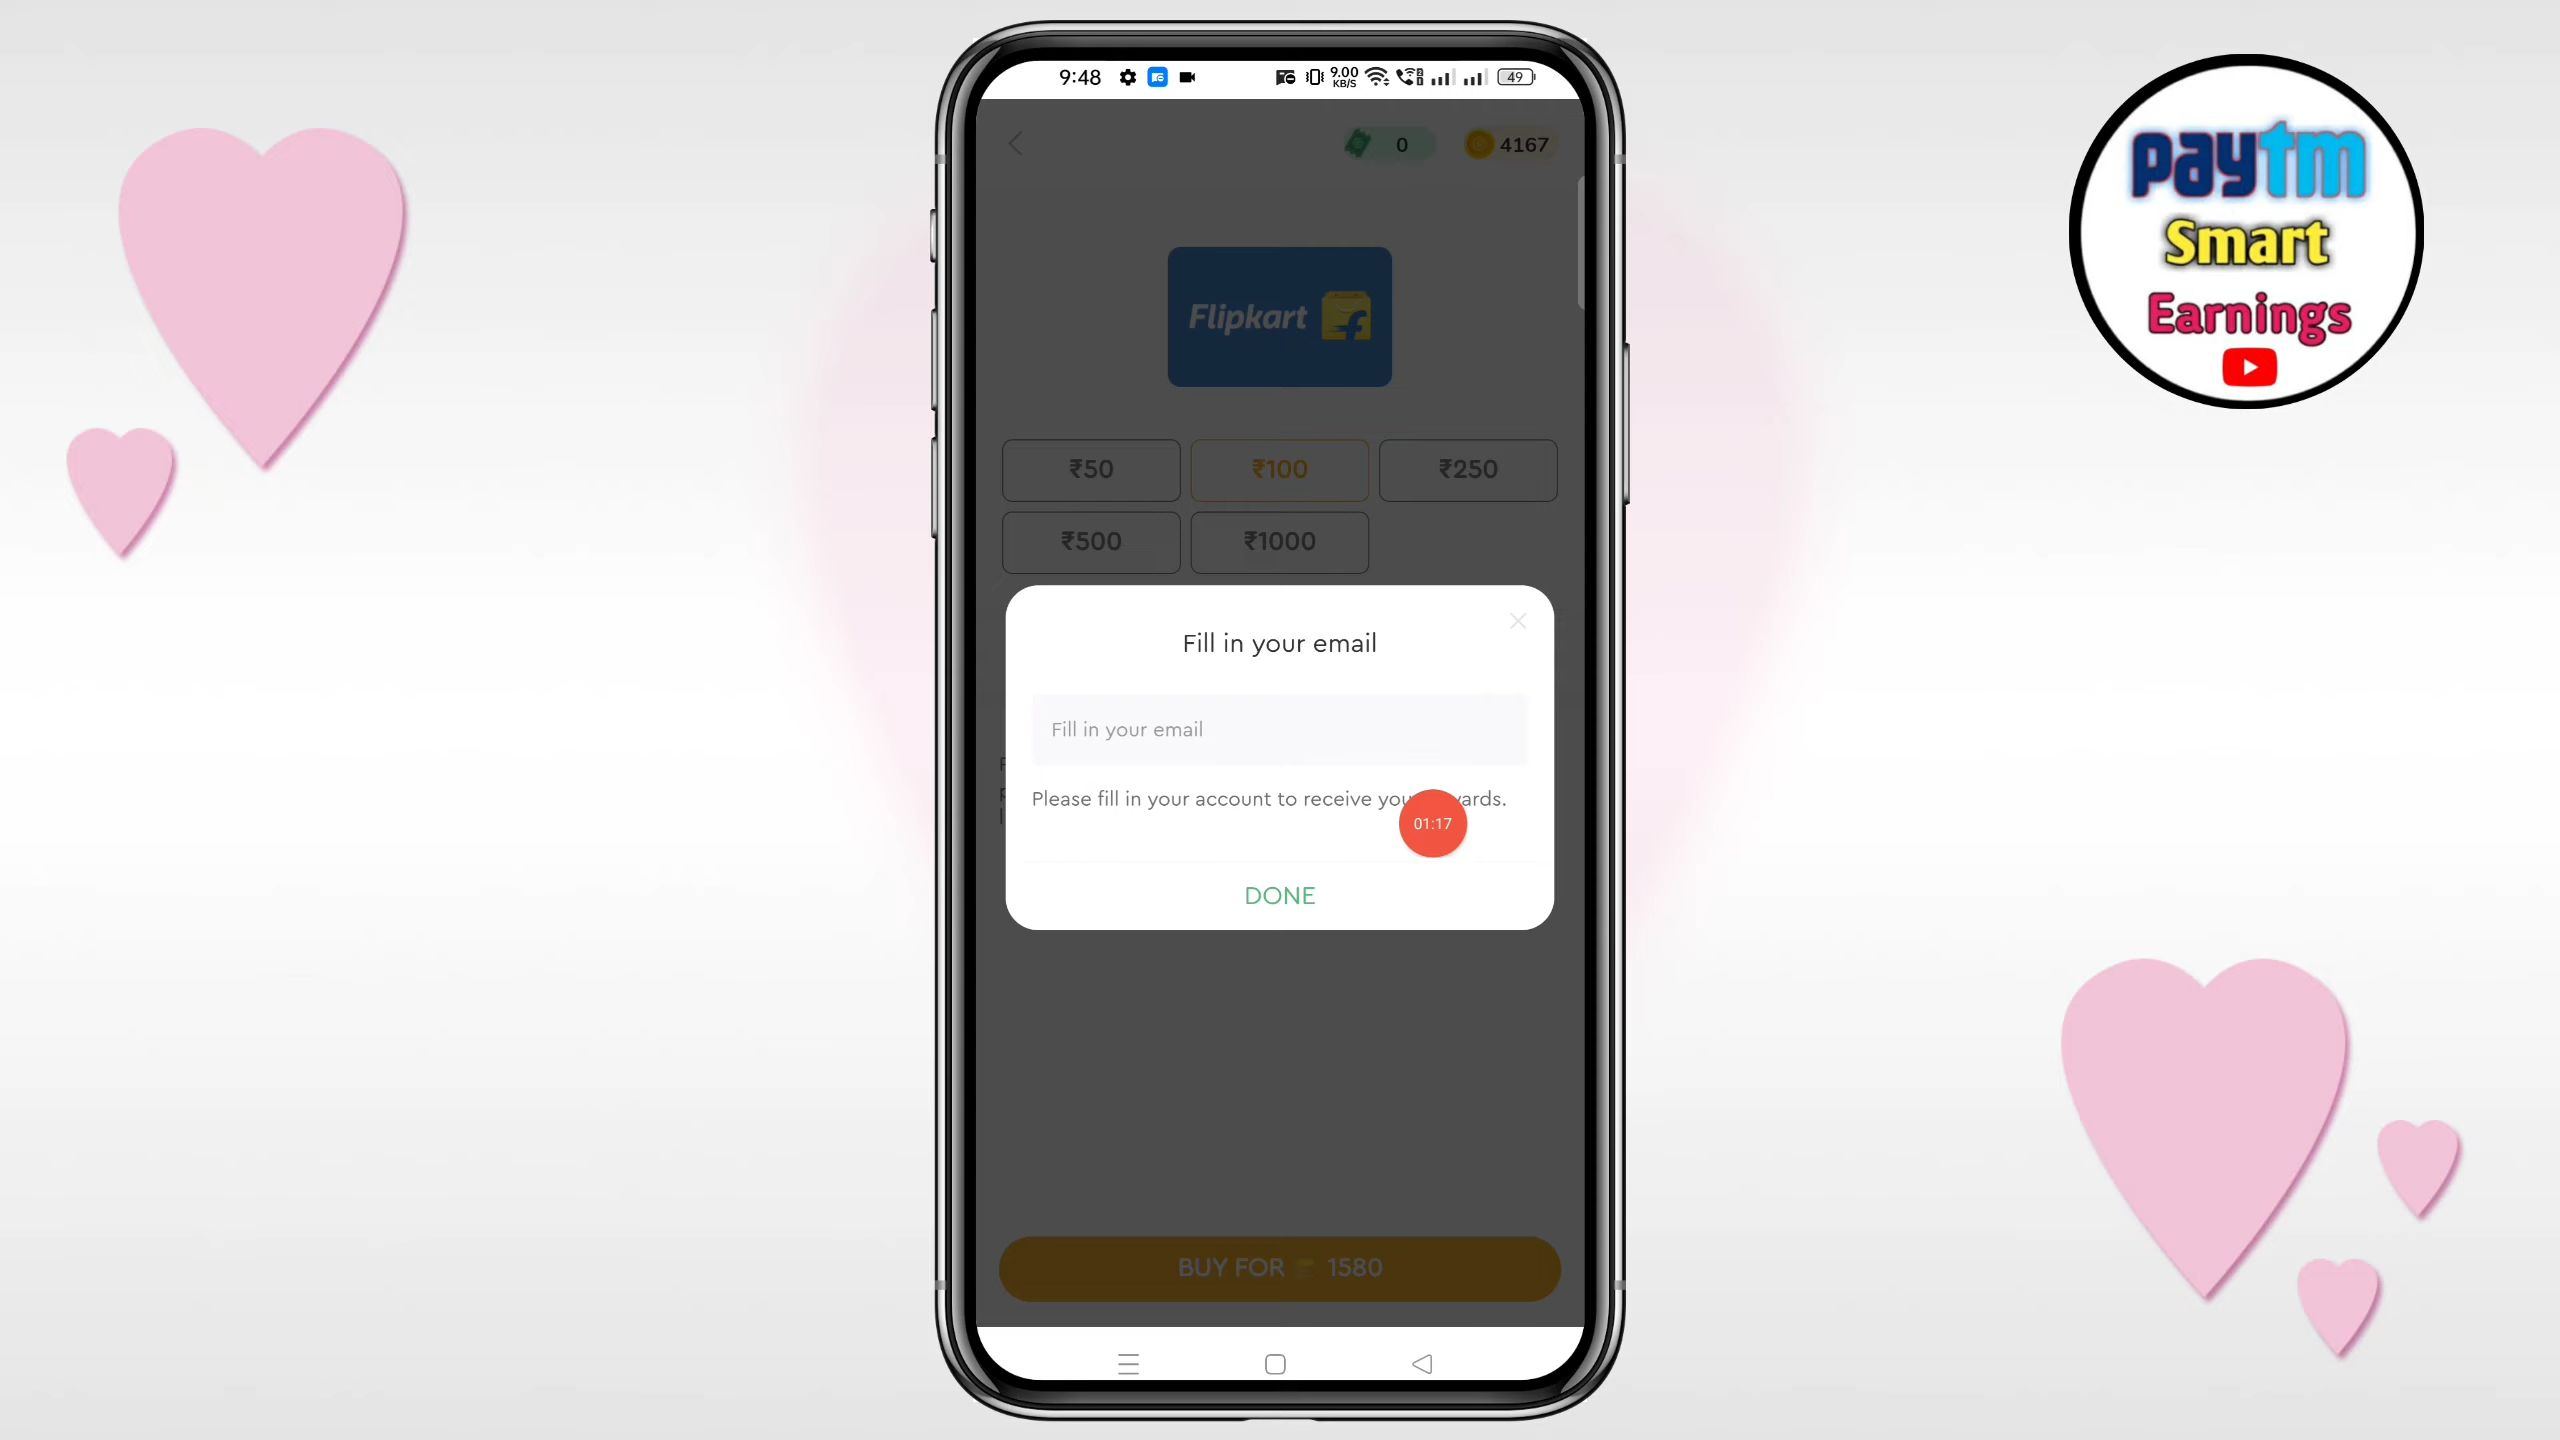 9:48
9.00
KB/S
49
0
4167
Flipkart
₹50
₹100
₹250
₹500
₹1000
Fill in your email
Fill in your email
Please fill in your account to receive
01:17
DONE
BUY FOR 1580
paytm
Smart
Earnings